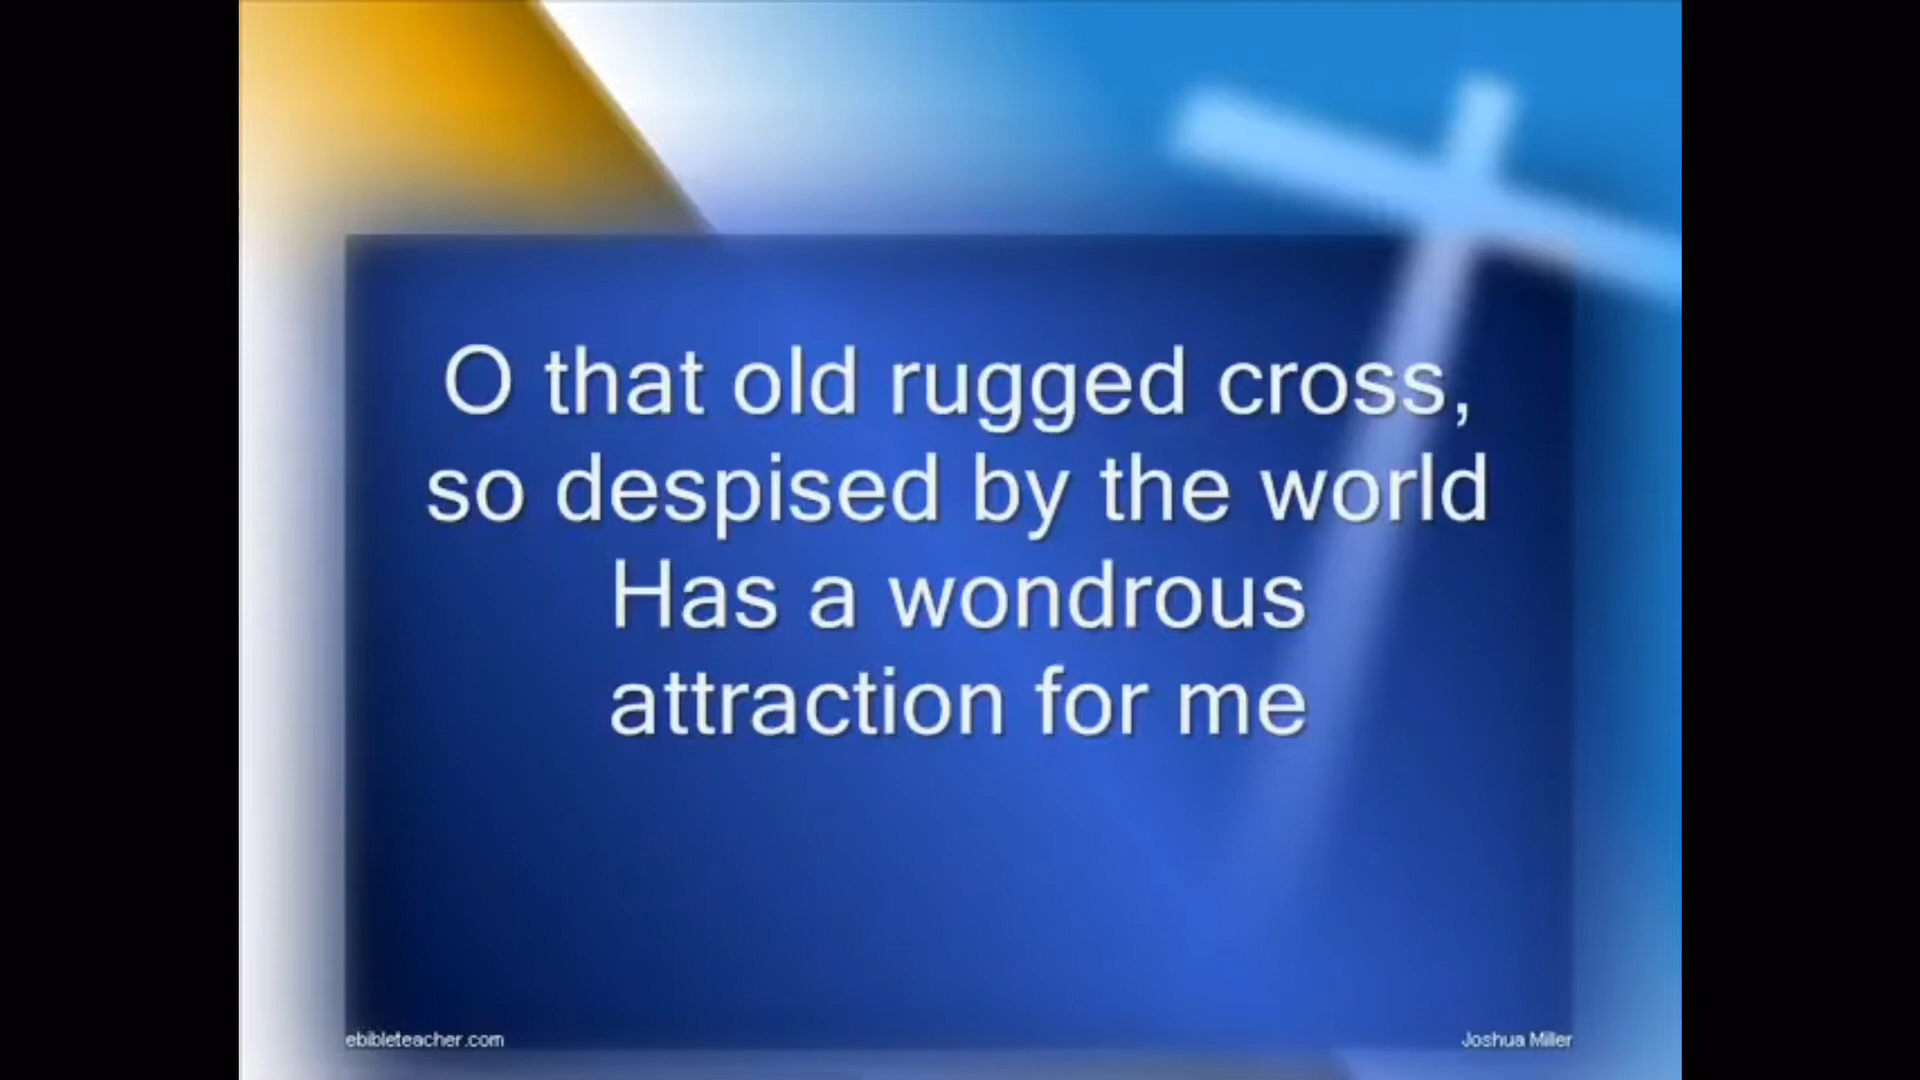 O that old rugged cross,
so despised by the world
Has a wondrous
attraction for me
ebibleteacher.com
Joshua Miller